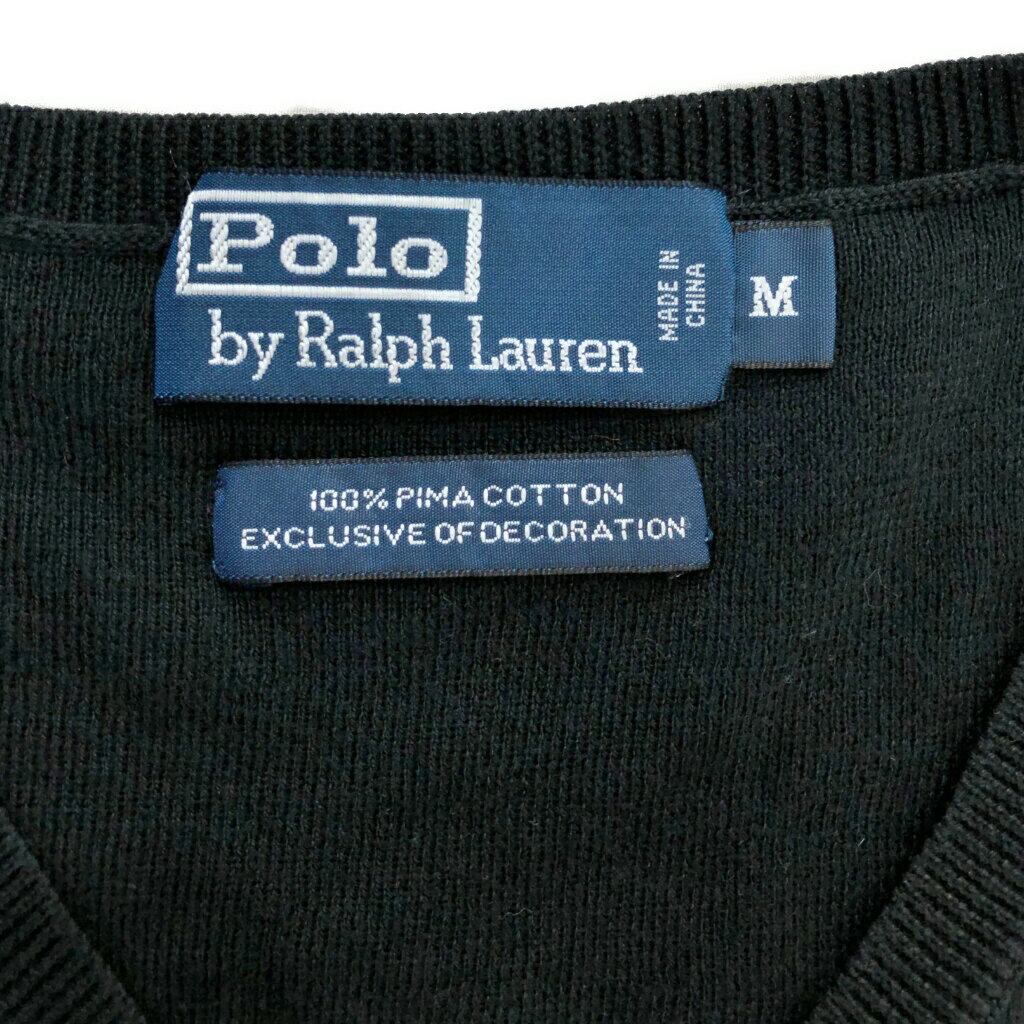 Polo
by Ralph Lauren
MADE IN
CHINA
M
100% PIMA COTTON
EXCLUSIVE OF DECORATION